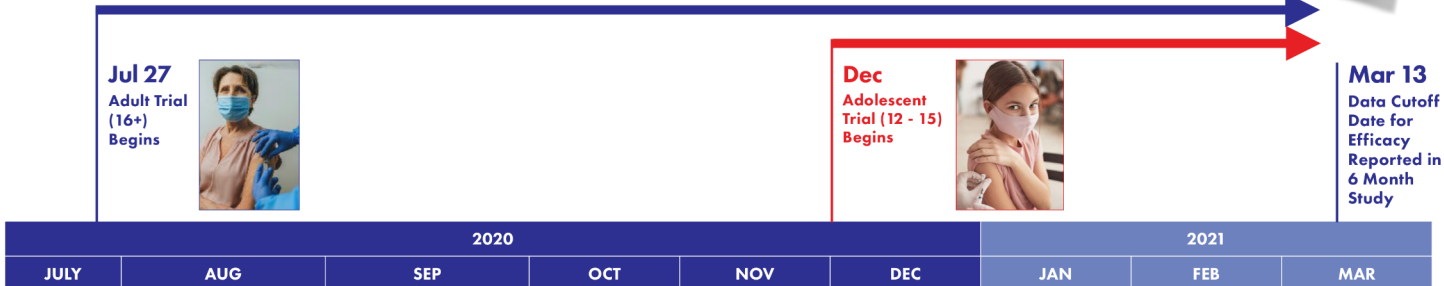 Jul 27
Adult Trial
(16+)
Begins
Dec
Adolescent
Trial (12 - 15)
Begins
Mar 13
Data Cutoff
Date for
Efficacy
Reported in
6 Month
Study
2020
2021
JULY
AUG
SEP
OCT
NOV
DEC
JAN
FEB
MAR